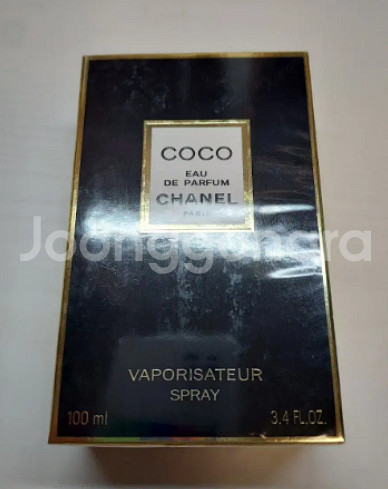 COCO
EAU
DE PARFUM
CHANEL
PARIS
Joonggonara
VAPORISATEUR
SPRAY
100 ml
3.4 FL.OZ.